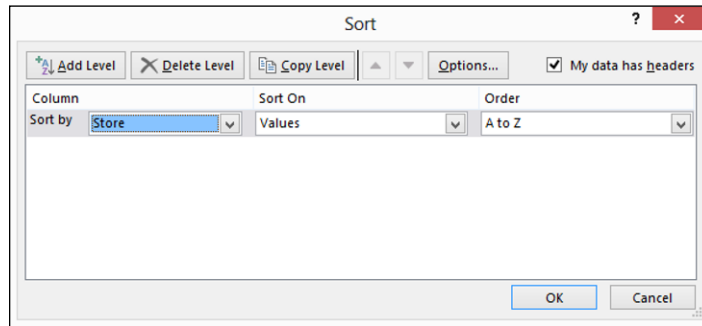 Sort ?
Add Level Delete Level Copy Level Options... My data has headers
Column Sort On Order
Sort by Store Values A to Z
OK Cancel